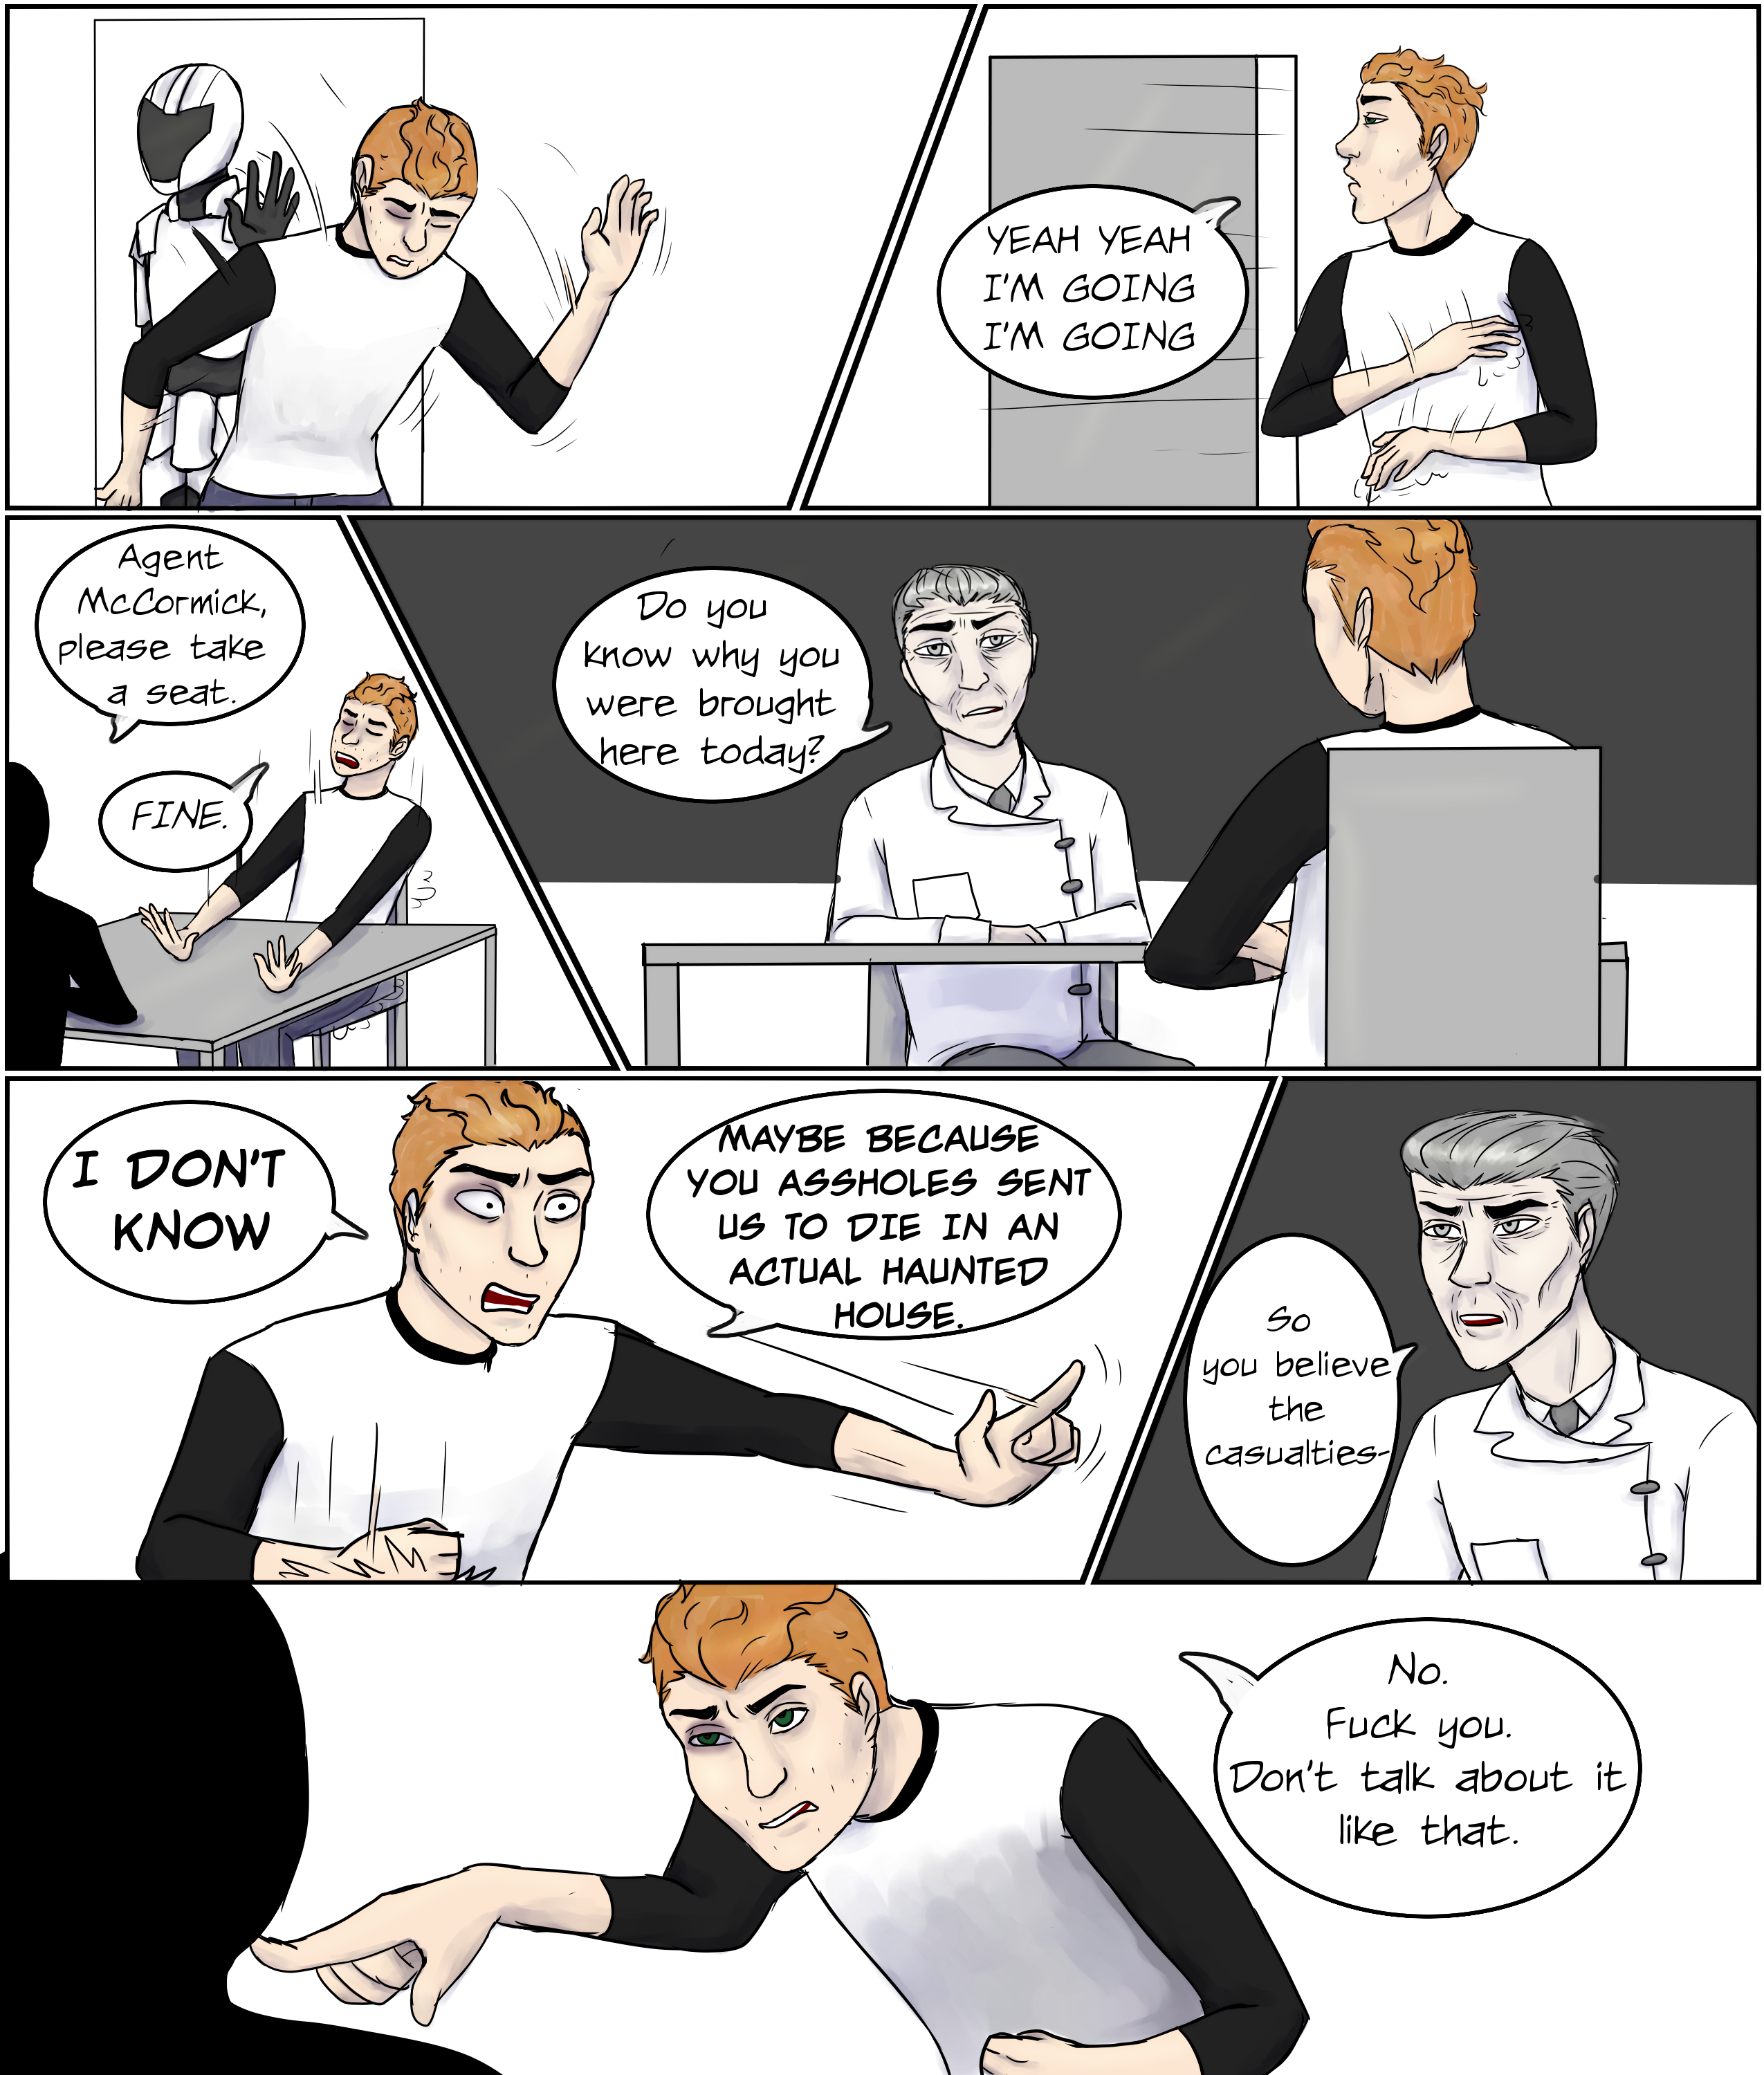 YEAH YEAH
I'M GOING
I'M GOING
Agent
McCormick,
please take
a seat.
FINE.
Do you
know why you
were brought
here today?
I DON'T
KNOW
MAYBE BECAUSE
YOU ASSHOLES SENT
US TO DIE IN AN
ACTUAL HAUNTED
HOUSE.
So
you believe
the
casualties-
No.
Fuck you.
Don't talk about it
like that.